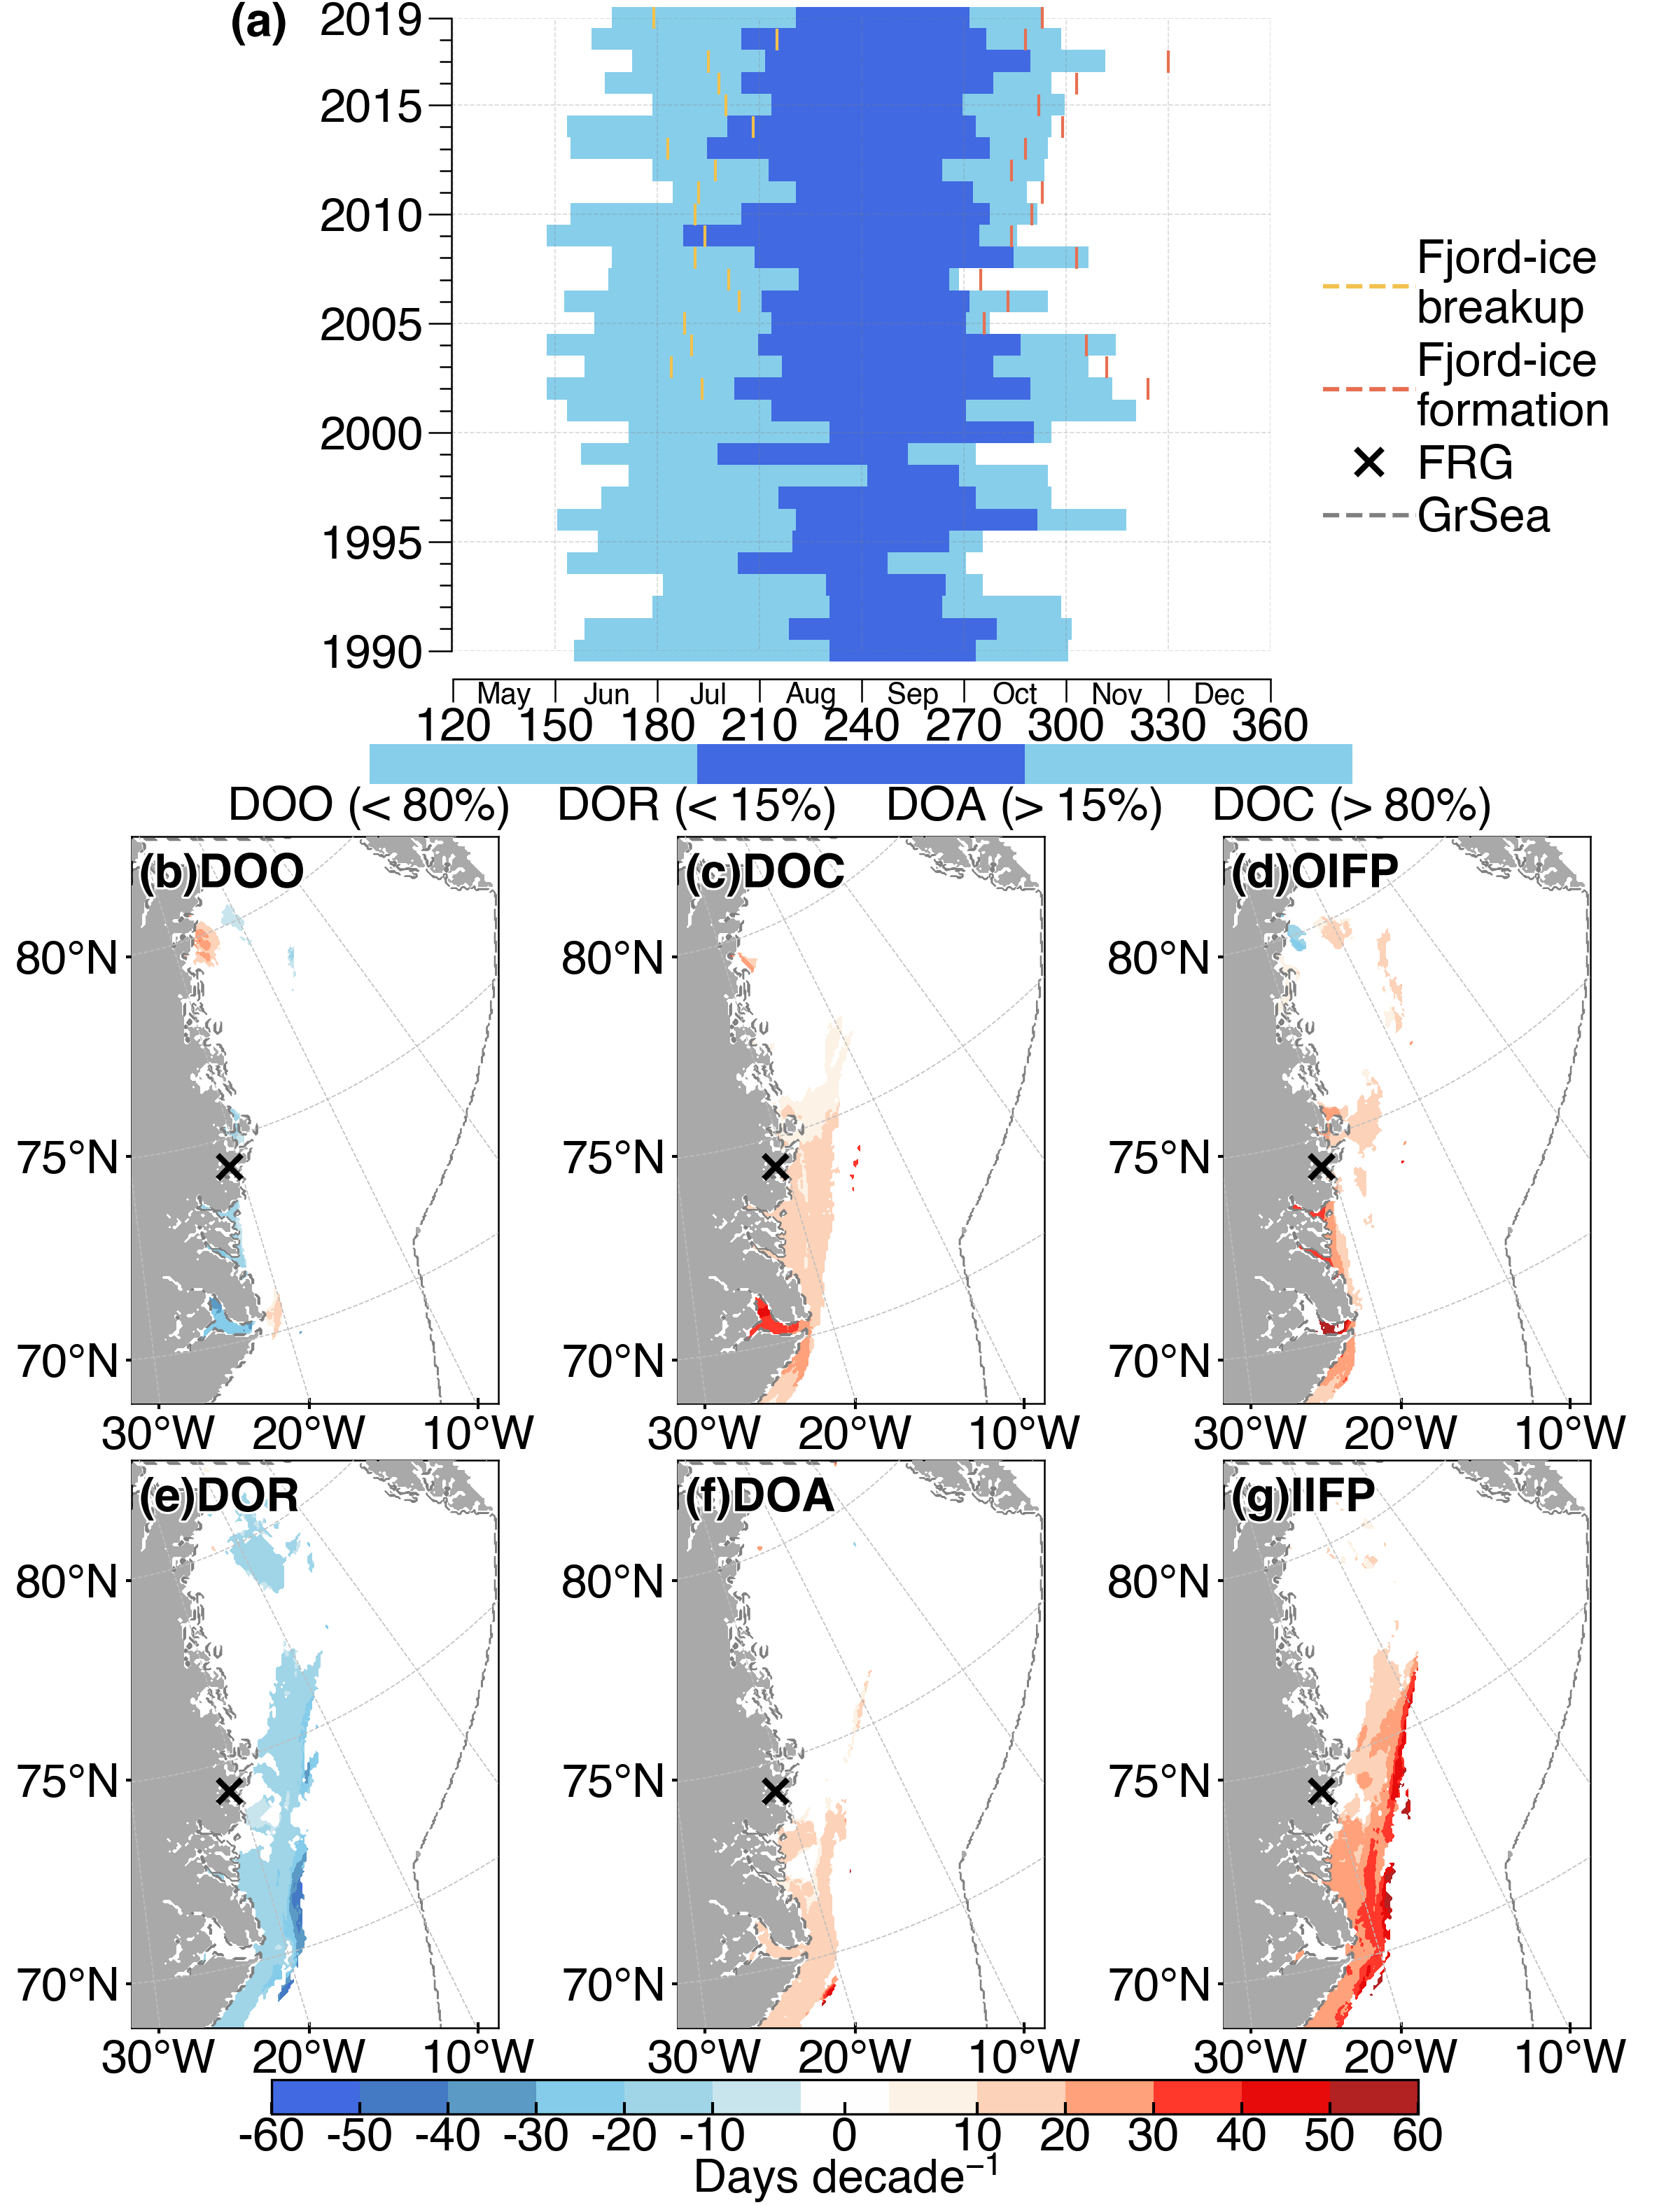 (a)
2019
2015
2010
2005
2000
1995
1990
Fjord-ice
breakup
Fjord-ice
formation
FRG
GrSea
May Jun Jul Aug Sep Oct Nov Dec
120 150 180 210 240 270 300 330 360
DOO (< 80%) DOR (< 15%) DOA (> 15%) DOC (> 80%)
(b)DOO (c)DOC (d)OIFP
80°N 80°N 80°N
75°N 75°N 75°N
70°N 70°N 70°N
30°W 20°W 10°W 30°W 20°W 10°W 30°W 20°W 10°W
(e)DOR (f)DOA (g)IIFP
80°N 80°N 80°N
75°N 75°N 75°N
70°N 70°N 70°N
30°W 20°W 10°W 30°W 20°W 10°W 30°W 20°W 10°W
-60 -50 -40 -30 -20 -10 0 10 20 30 40 50 60
Days decade⁻¹